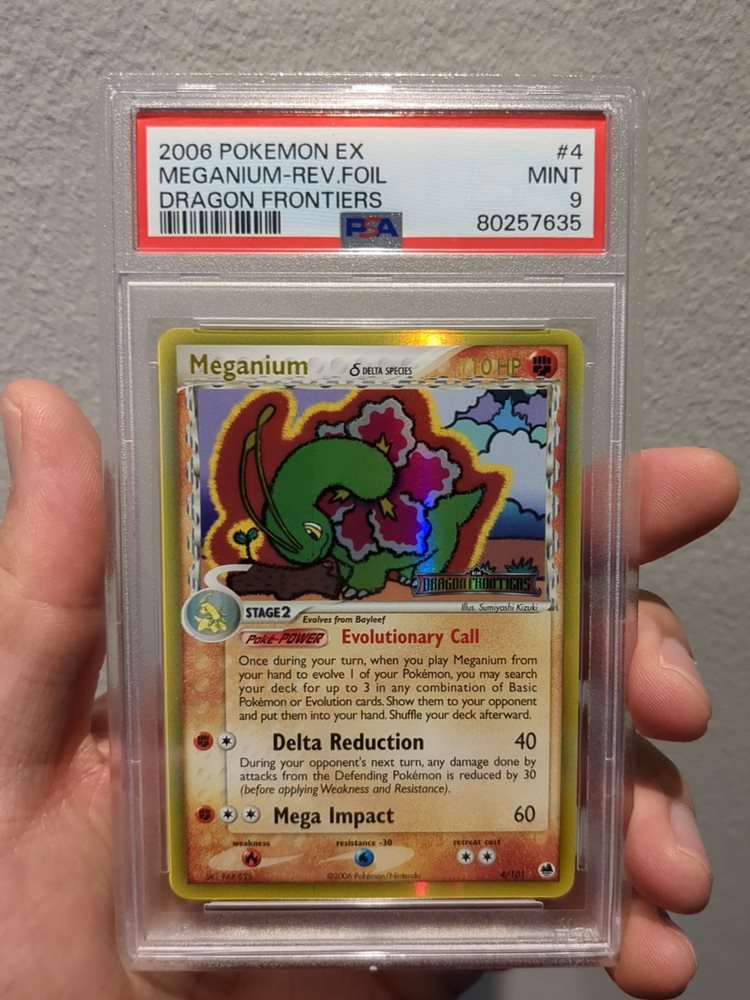 2006 POKEMON EX #4
MEGANIUM-REV.FOIL MINT
DRAGON FRONTIERS 9
PSA 80257635
Meganium δ DELTA SPECIES 110 HP
DRAGON FRONTIERS
Illus. Sumiyoshi Kizuki
STAGE 2 Evolves from Bayleef
Poké-POWER Evolutionary Call
Once during your turn, when you play Meganium from
your hand to evolve 1 of your Pokémon, you may search
your deck for up to 3 in any combination of Basic
Pokémon or Evolution cards. Show them to your opponent
and put them into your hand. Shuffle your deck afterward.
Delta Reduction 40
During your opponent's next turn, any damage done by
attacks from the Defending Pokémon is reduced by 30
(before applying Weakness and Resistance).
Mega Impact 60
weakness resistance -30 retreat cost
©2006 Pokémon/Nintendo 4/101